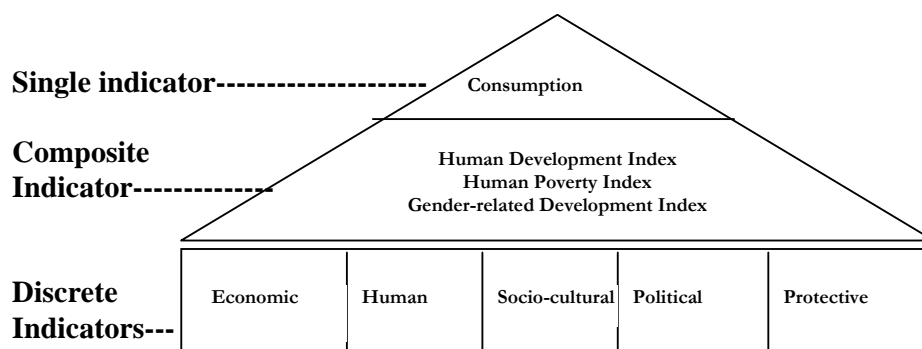 Single indicator---------------------
Consumption
Composite
Indicator--------------
Human Development Index
Human Poverty Index
Gender-related Development Index
Discrete
Indicators---
Economic Human Socio-cultural Political Protective